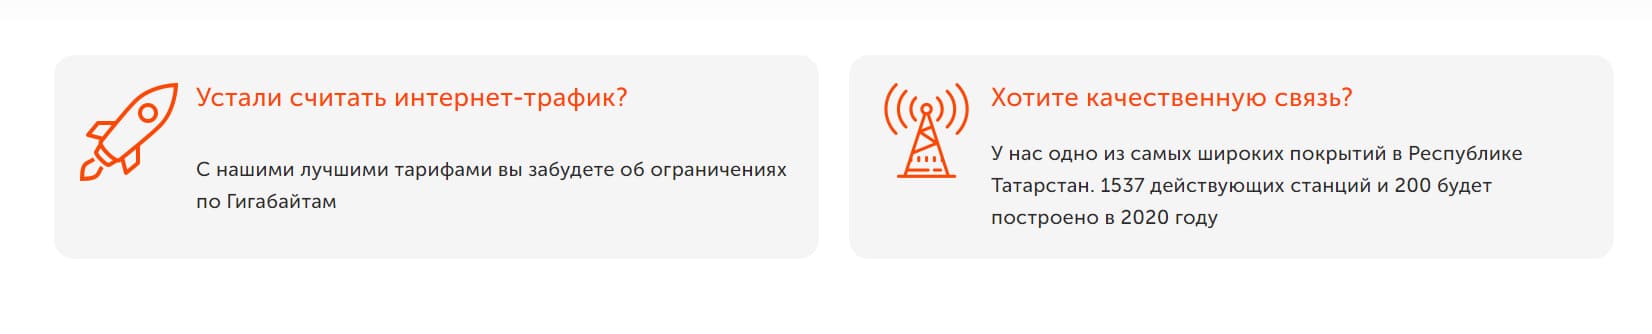 Устали считать интернет-трафик?
С нашими лучшими тарифами вы забудете об ограничениях
по Гигабайтам
Хотите качественную связь?
У нас одно из самых широких покрытий в Республике
Татарстан. 1537 действующих станций и 200 будет
построено в 2020 году